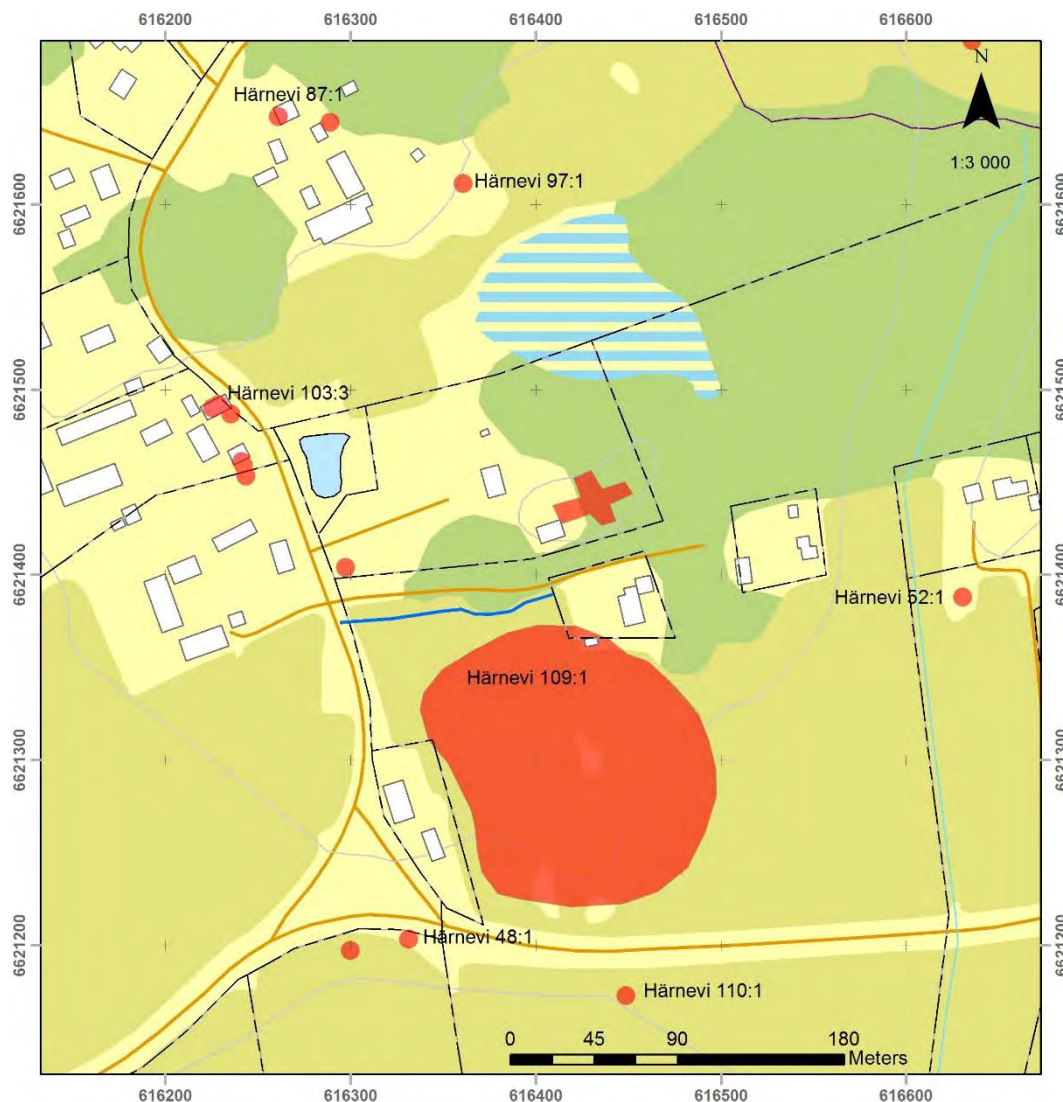 616200 616300 616400 616500 616600
N
1:3 000
Härnevi 87:1
Härnevi 97:1
6621600 6621600
Härnevi 103:3
6621500 6621500
6621400 6621400
Härnevi 52:1
Härnevi 109:1
6621300 6621300
Härnevi 48:1
6621200 6621200
Härnevi 110:1
0 45 90 180
Meters
616200 616300 616400 616500 616600